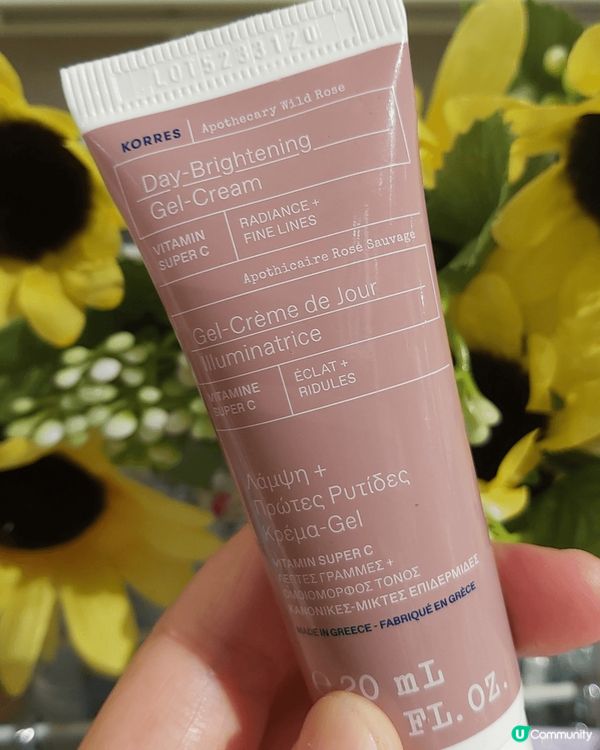 LOT5233120
KORRES | Apothecary Wild Rose
Day-Brightening
Gel-Cream
VITAMIN
SUPER C
RADIANCE +
FINE LINES
Apothicaire Rose Sauvage
Gel-Crème de Jour
Illuminatrice
VITAMINE
SUPER C
ÉCLAT +
RIDULES
Λάμψη +
Πρώτες Ρυτίδες
Κρέμα-Gel
VITAMIN SUPER C
ΛΕΠΤΕΣ ΓΡΑΜΜΕΣ +
ΟΜΟΙΟΜΟΡΦΟΣ ΤΟΝΟΣ
ΚΑΝΟΝΙΚΕΣ-ΜΙΚΤΕΣ ΕΠΙΔΕΡΜΙΔΕΣ
MADE IN GREECE - FABRIQUÉ EN GRÈCE
℮ 20 mL
FL. OZ.
UCommunity